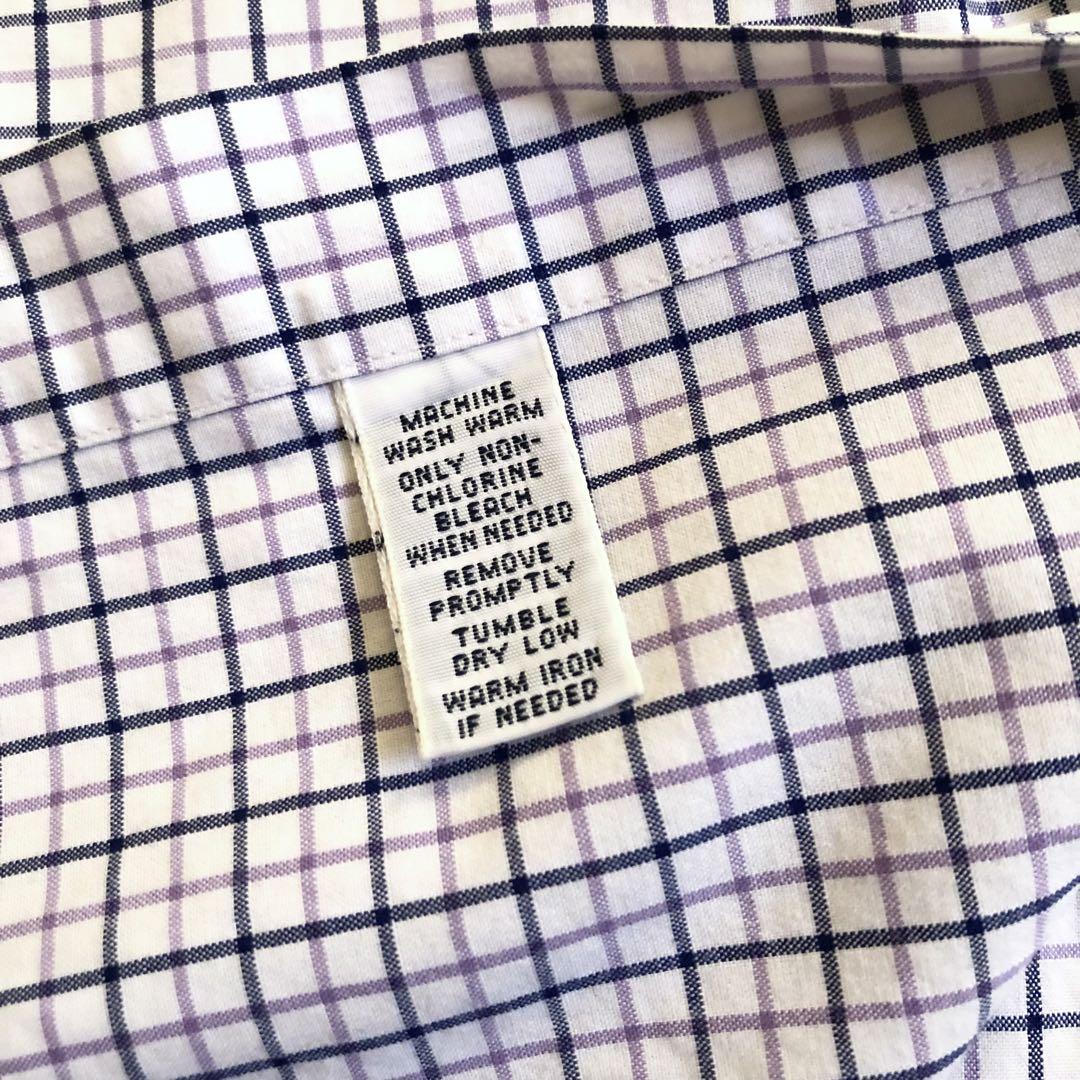 MACHINE
WASH WARM
ONLY NON-
CHLORINE
BLEACH
WHEN NEEDED
REMOVE
PROMPTLY
TUMBLE
DRY LOW
WARM IRON
IF NEEDED